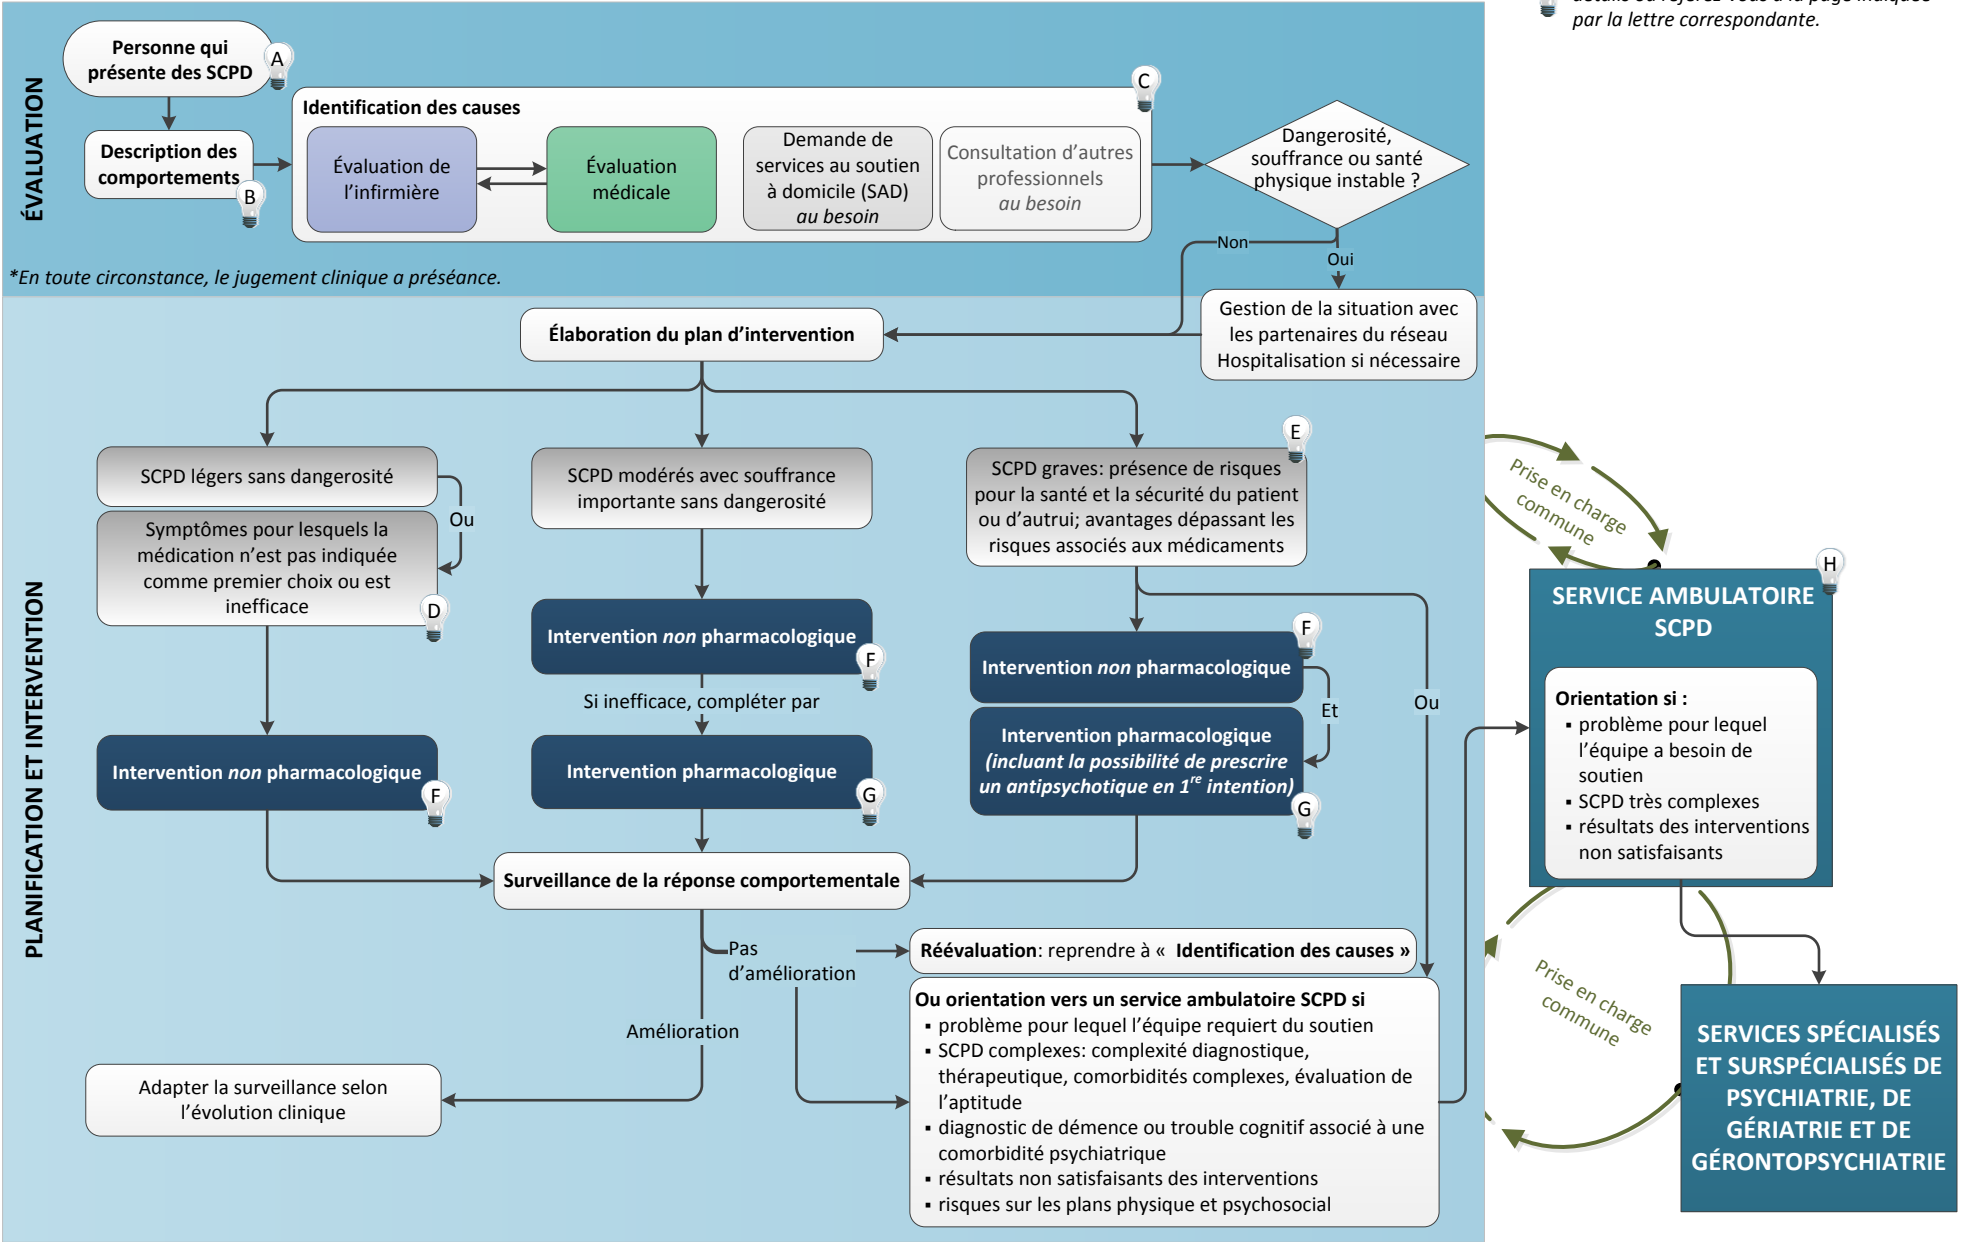 détails ou référez-vous à la page indiquée
par la lettre correspondante.
ÉVALUATION
Personne qui
présente des SCPD
A
Description des
comportements
B
C
Identification des causes
Évaluation de
l'infirmière
Évaluation
médicale
Demande de
services au soutien
à domicile (SAD)
au besoin
Consultation d'autres
professionnels
au besoin
Dangerosité,
souffrance ou santé
physique instable ?
Non
Oui
*En toute circonstance, le jugement clinique a préséance.
PLANIFICATION ET INTERVENTION
Élaboration du plan d'intervention
Gestion de la situation avec
les partenaires du réseau
Hospitalisation si nécessaire
SCPD légers sans dangerosité
Ou
Symptômes pour lesquels la
médication n'est pas indiquée
comme premier choix ou est
inefficace
D
Intervention non pharmacologique
F
SCPD modérés avec souffrance
importante sans dangerosité
Intervention non pharmacologique
F
Si inefficace, compléter par
Intervention pharmacologique
G
E
SCPD graves: présence de risques
pour la santé et la sécurité du patient
ou d'autrui; avantages dépassant les
risques associés aux médicaments
F
Intervention non pharmacologique
Et
Ou
Intervention pharmacologique
(incluant la possibilité de prescrire
un antipsychotique en 1re intention)
G
Surveillance de la réponse comportementale
Pas
d'amélioration
Amélioration
Réévaluation: reprendre à « Identification des causes »
Adapter la surveillance selon
l'évolution clinique
Ou orientation vers un service ambulatoire SCPD si
▪ problème pour lequel l'équipe requiert du soutien
▪ SCPD complexes: complexité diagnostique,
thérapeutique, comorbidités complexes, évaluation de
l'aptitude
▪ diagnostic de démence ou trouble cognitif associé à une
comorbidité psychiatrique
▪ résultats non satisfaisants des interventions
▪ risques sur les plans physique et psychosocial
Prise en charge
commune
H
SERVICE AMBULATOIRE
SCPD
Orientation si :
▪ problème pour lequel
l'équipe a besoin de
soutien
▪ SCPD très complexes
▪ résultats des interventions
non satisfaisants
Prise en charge
commune
SERVICES SPÉCIALISÉS
ET SURSPÉCIALISÉS DE
PSYCHIATRIE, DE
GÉRIATRIE ET DE
GÉRONTOPSYCHIATRIE